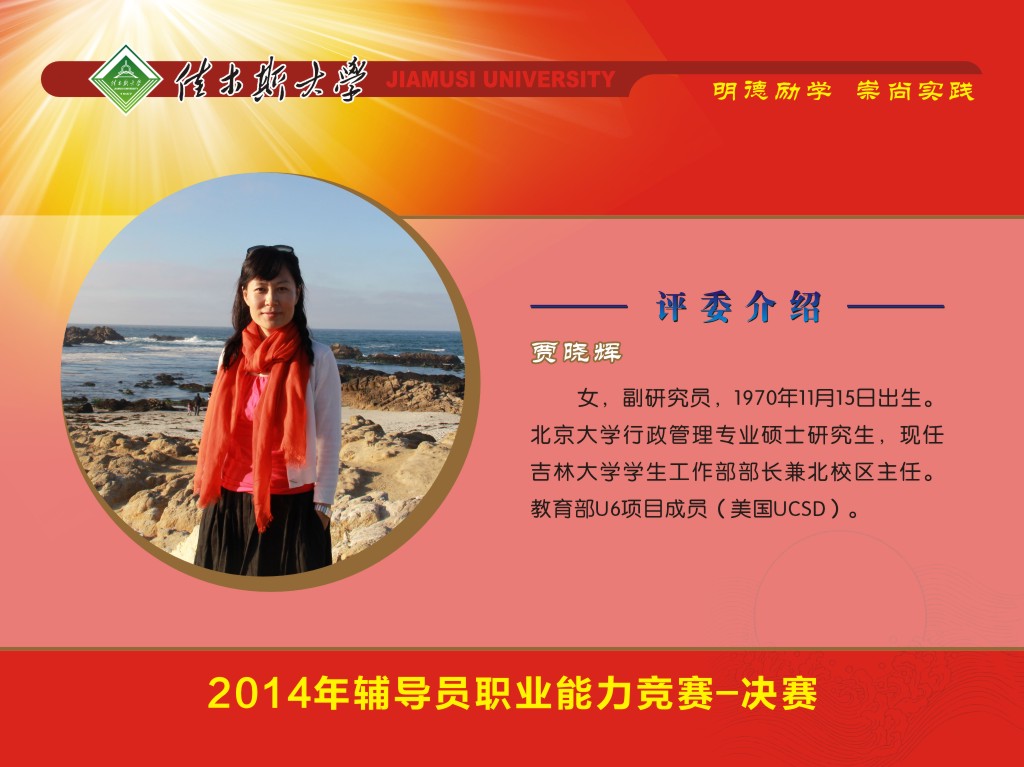 佳木斯大学 JIAMUSI UNIVERSITY
明德励学 崇尚实践
评委介绍
贾晓辉
女，副研究员，1970年11月15日出生。
北京大学行政管理专业硕士研究生，现任
吉林大学学生工作部部长兼北校区主任。
教育部U6项目成员（美国UCSD）。
2014年辅导员职业能力竞赛-决赛